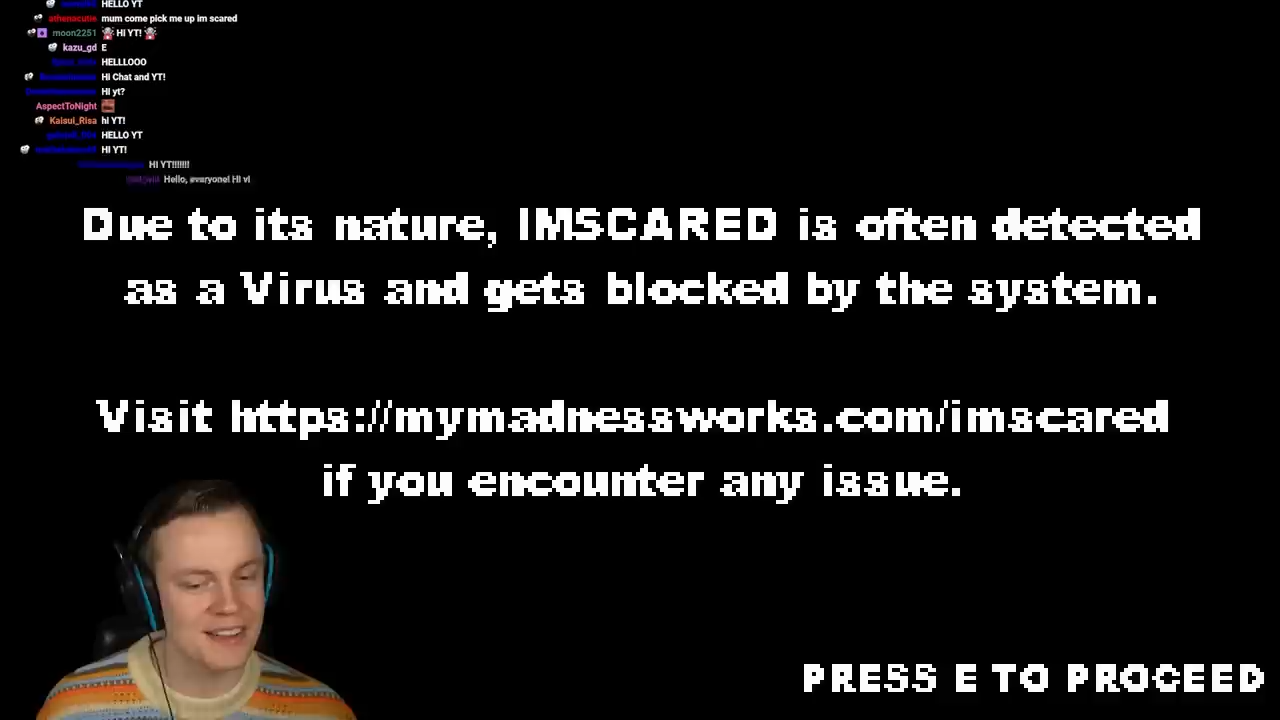 HELLO YT
athenacutie mum come pick me up im scared
moon2251 HI YT!
kazu_gd E
HELLLOOO
Hi Chat and YT!
Hi yt?
AspectToNight
Kaisui_Risa hi YT!
HELLO YT
HI YT!
HI YT!!!!!!!
Hello, everyone! Hi vi
Due to its nature, IMSCARED is often detected
as a Virus and gets blocked by the system.
Visit https://mymadnessworks.com/imscared
if you encounter any issue.
PRESS E TO PROCEED